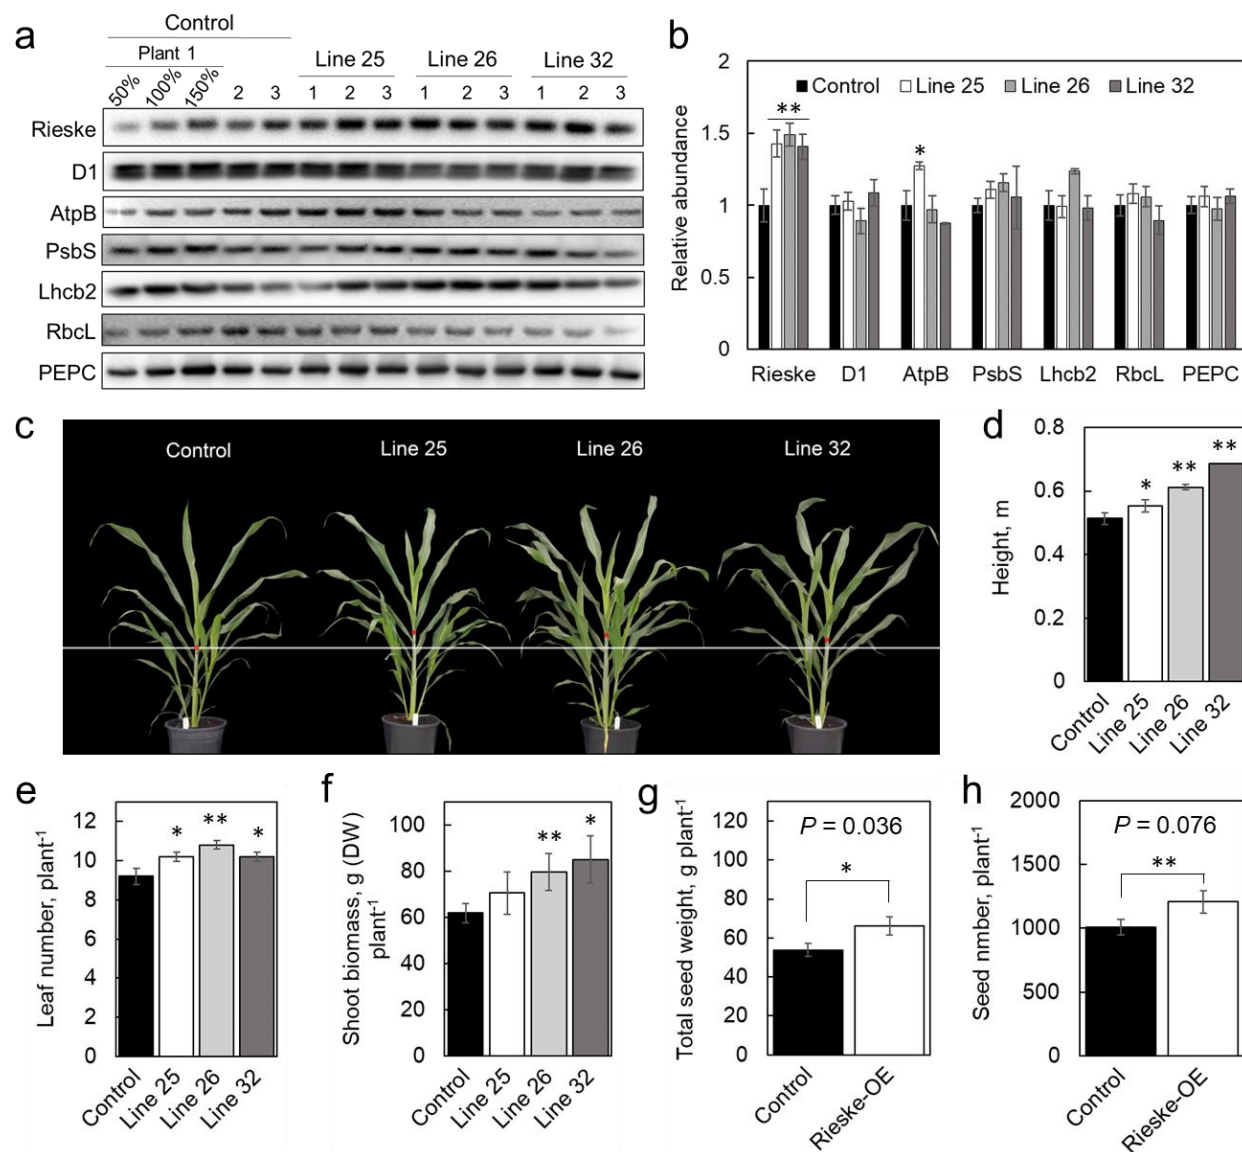 a
Control
Plant 1
Line 25
Line 26
Line 32
50% 100% 150% 2 3 1 2 3 1 2 3 1 2 3
Rieske
D1
AtpB
PsbS
Lhcb2
RbcL
PEPC
b
Relative abundance
2
1.5
1
0.5
0
Control Line 25 Line 26 Line 32
**
*
Rieske D1 AtpB PsbS Lhcb2 RbcL PEPC
c
Control Line 25 Line 26 Line 32
d
Height, m
0.8
0.6
0.4
0.2
0
* ** **
Control Line 25 Line 26 Line 32
e
Leaf number, plant-1
12
10
8
6
4
2
0
* ** *
Control Line 25 Line 26 Line 32
f
Shoot biomass, g (DW)
plant-1
100
80
60
40
20
0
** *
Control Line 25 Line 26 Line 32
g
Total seed weight, g plant-1
120
100
80
60
40
20
0
P = 0.036
*
Control Rieske-OE
h
Seed nmber, plant-1
2000
1500
1000
500
0
P = 0.076
**
Control Rieske-OE